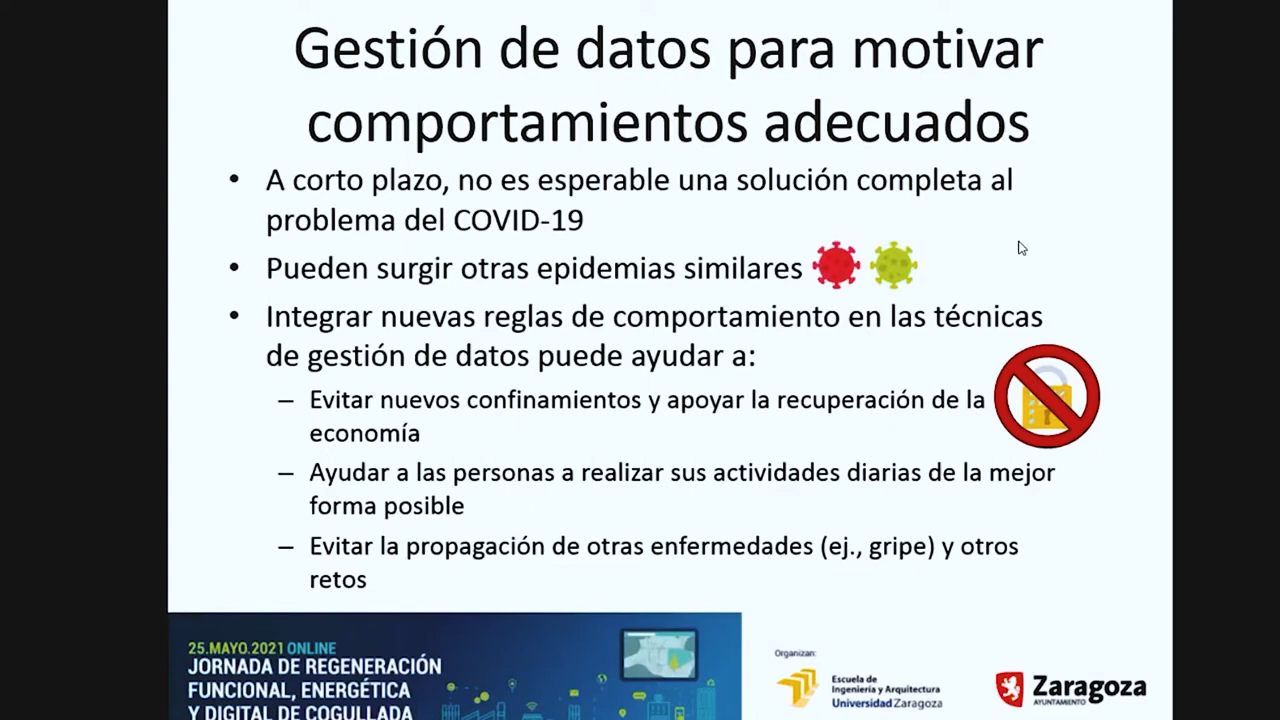 Gestión de datos para motivar
comportamientos adecuados
• A corto plazo, no es esperable una solución completa al
problema del COVID-19
• Pueden surgir otras epidemias similares
• Integrar nuevas reglas de comportamiento en las técnicas
de gestión de datos puede ayudar a:
– Evitar nuevos confinamientos y apoyar la recuperación de la
economía
– Ayudar a las personas a realizar sus actividades diarias de la mejor
forma posible
– Evitar la propagación de otras enfermedades (ej., gripe) y otros
retos
25.MAYO.2021 ONLINE
JORNADA DE REGENERACIÓN
FUNCIONAL, ENERGÉTICA
Y DIGITAL DE COGULLADA
Organizan:
Escuela de
Ingeniería y Arquitectura
Universidad Zaragoza
Zaragoza
AYUNTAMIENTO